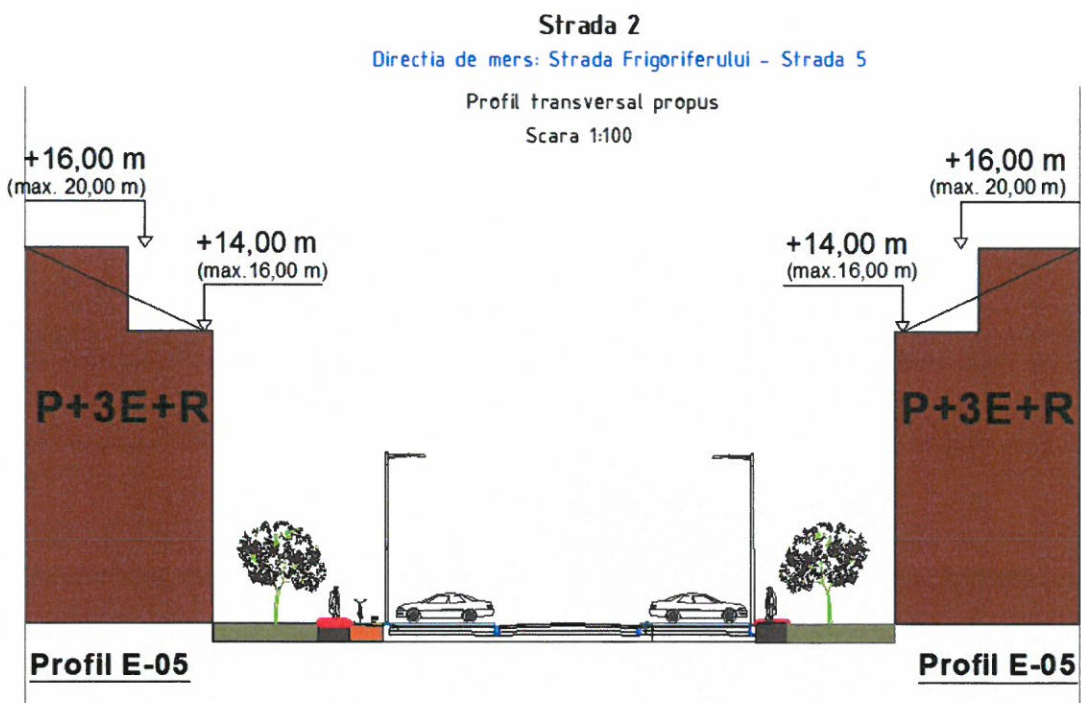 Strada 2
Directia de mers: Strada Frigoriferului - Strada 5
Profil transversal propus
Scara 1:100
+16,00 m
(max. 20,00 m)
+14,00 m
(max.16,00 m)
+16,00 m
(max. 20,00 m)
+14,00 m
(max.16,00 m)
P+3E+R
P+3E+R
Profil E-05
Profil E-05